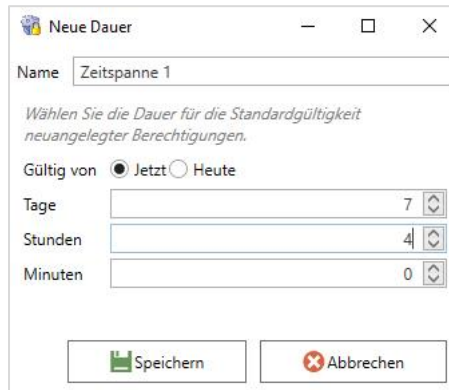 Neue Dauer
Name Zeitspanne 1
Wählen Sie die Dauer für die Standardgültigkeit
neuangelegter Berechtigungen.
Gültig von Jetzt Heute
Tage 7
Stunden 4
Minuten 0
Speichern Abbrechen